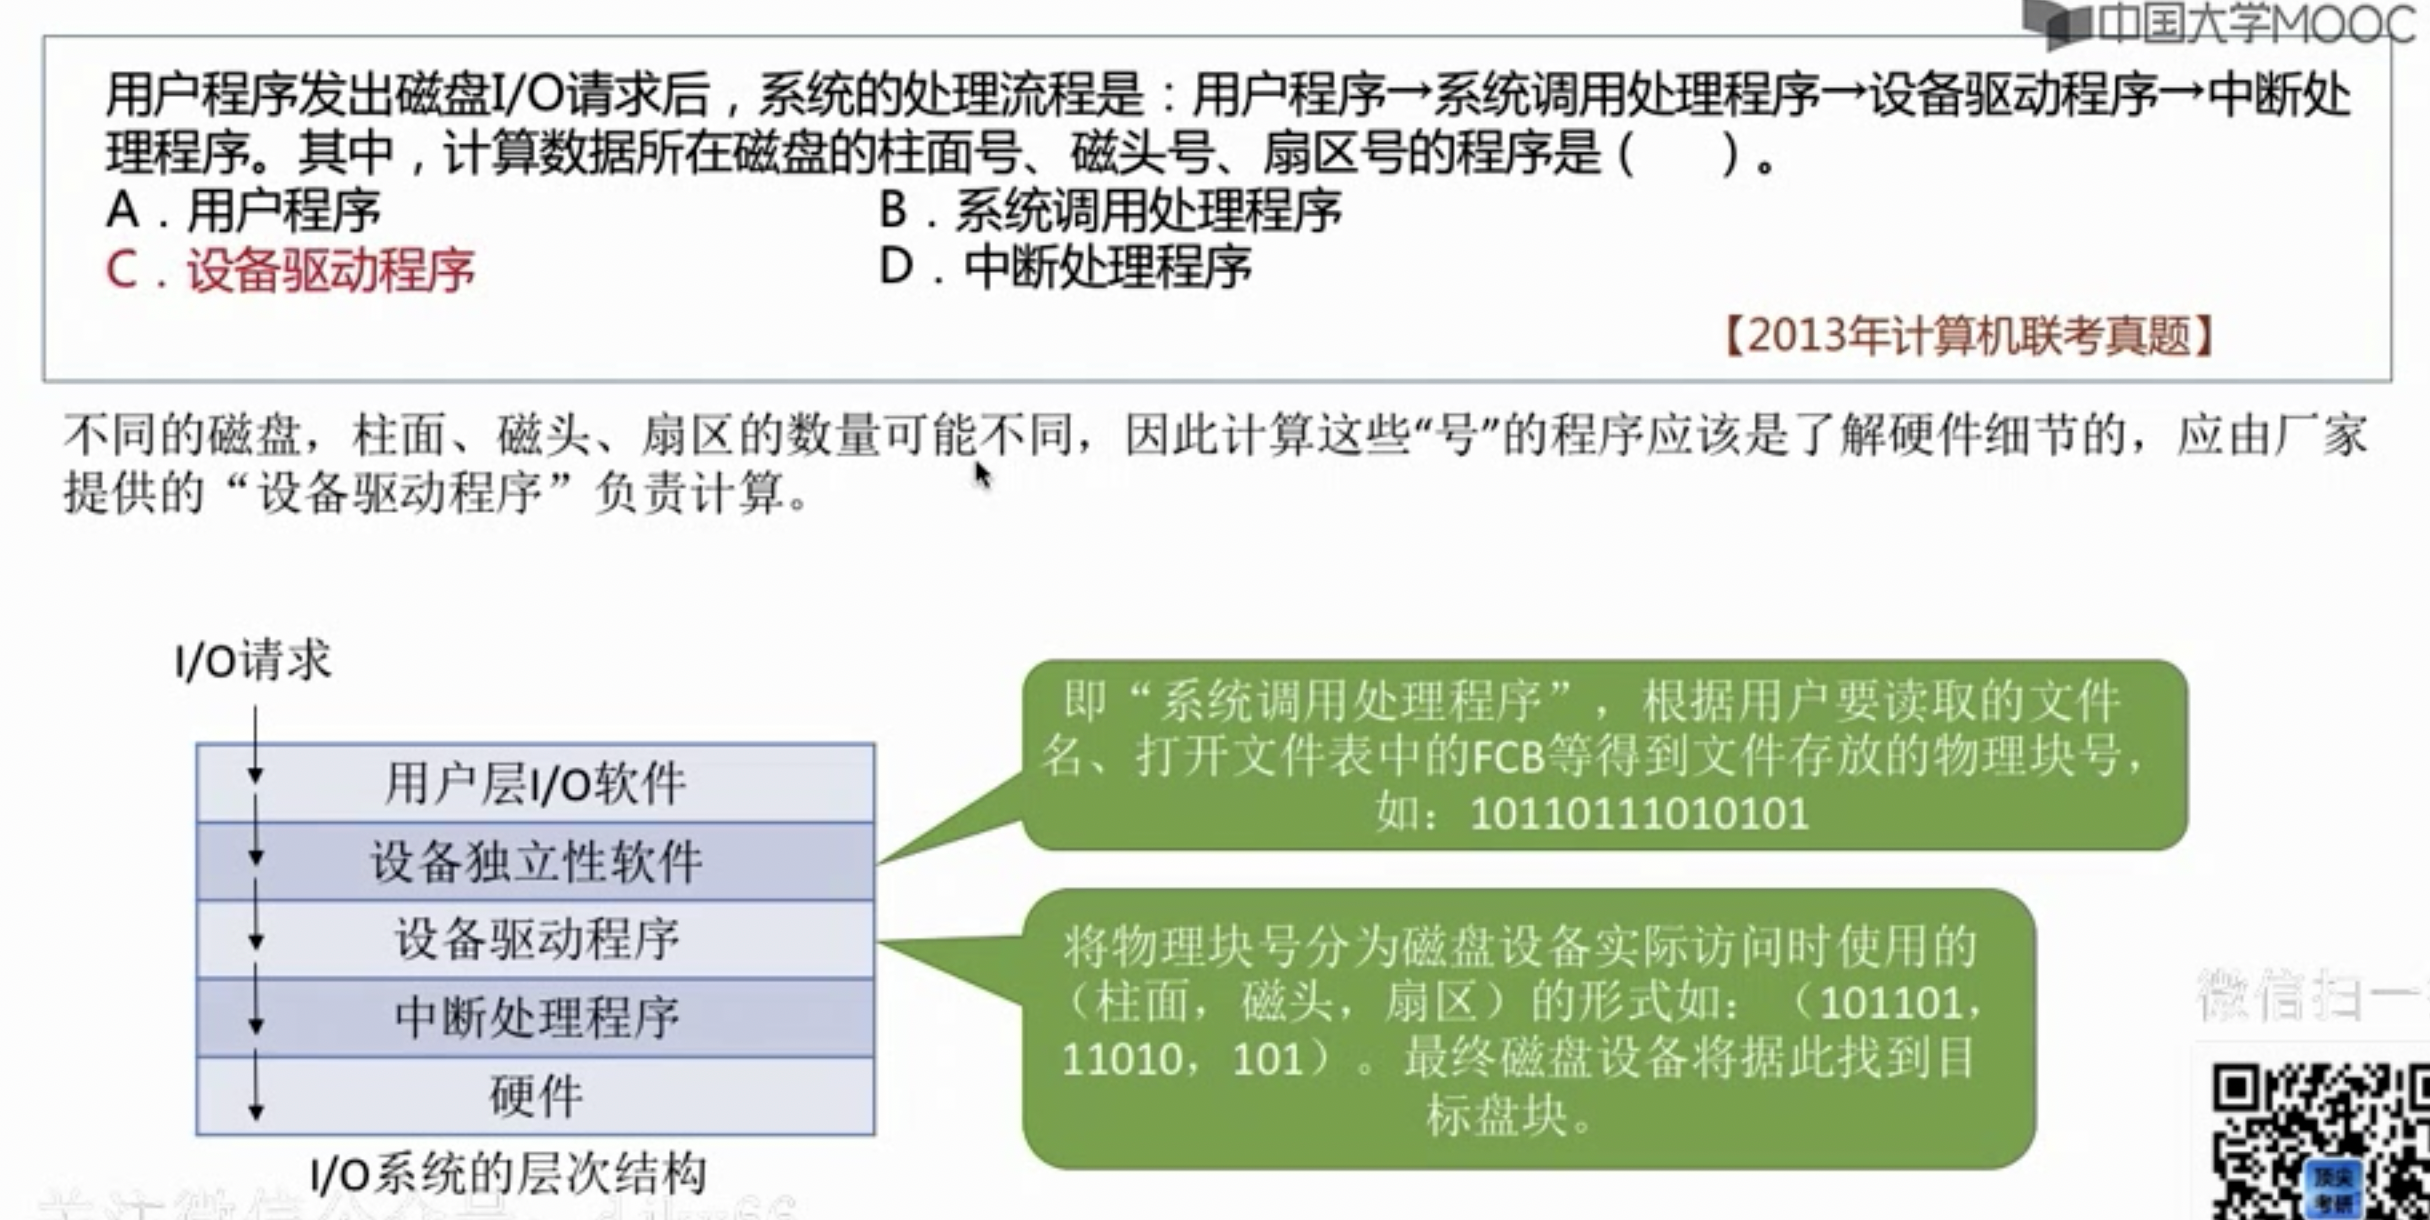 中国大学MOOC
用户程序发出磁盘I/O请求后，系统的处理流程是：用户程序→系统调用处理程序→设备驱动程序→中断处
理程序。其中，计算数据所在磁盘的柱面号、磁头号、扇区号的程序是（　　）。
A．用户程序　　B．系统调用处理程序
C．设备驱动程序　　D．中断处理程序
【2013年计算机联考真题】
不同的磁盘，柱面、磁头、扇区的数量可能不同，因此计算这些“号”的程序应该是了解硬件细节的，应由厂家
提供的“设备驱动程序”负责计算。
I/O请求
用户层I/O软件
设备独立性软件
设备驱动程序
中断处理程序
硬件
I/O系统的层次结构
即“系统调用处理程序”，根据用户要读取的文件
名、打开文件表中的FCB等得到文件存放的物理块号，
如：10110111010101
将物理块号分为磁盘设备实际访问时使用的
（柱面，磁头，扇区）的形式如：（101101，
11010，101）。最终磁盘设备将据此找到目
标盘块。
微信扫一
顶尖
考研